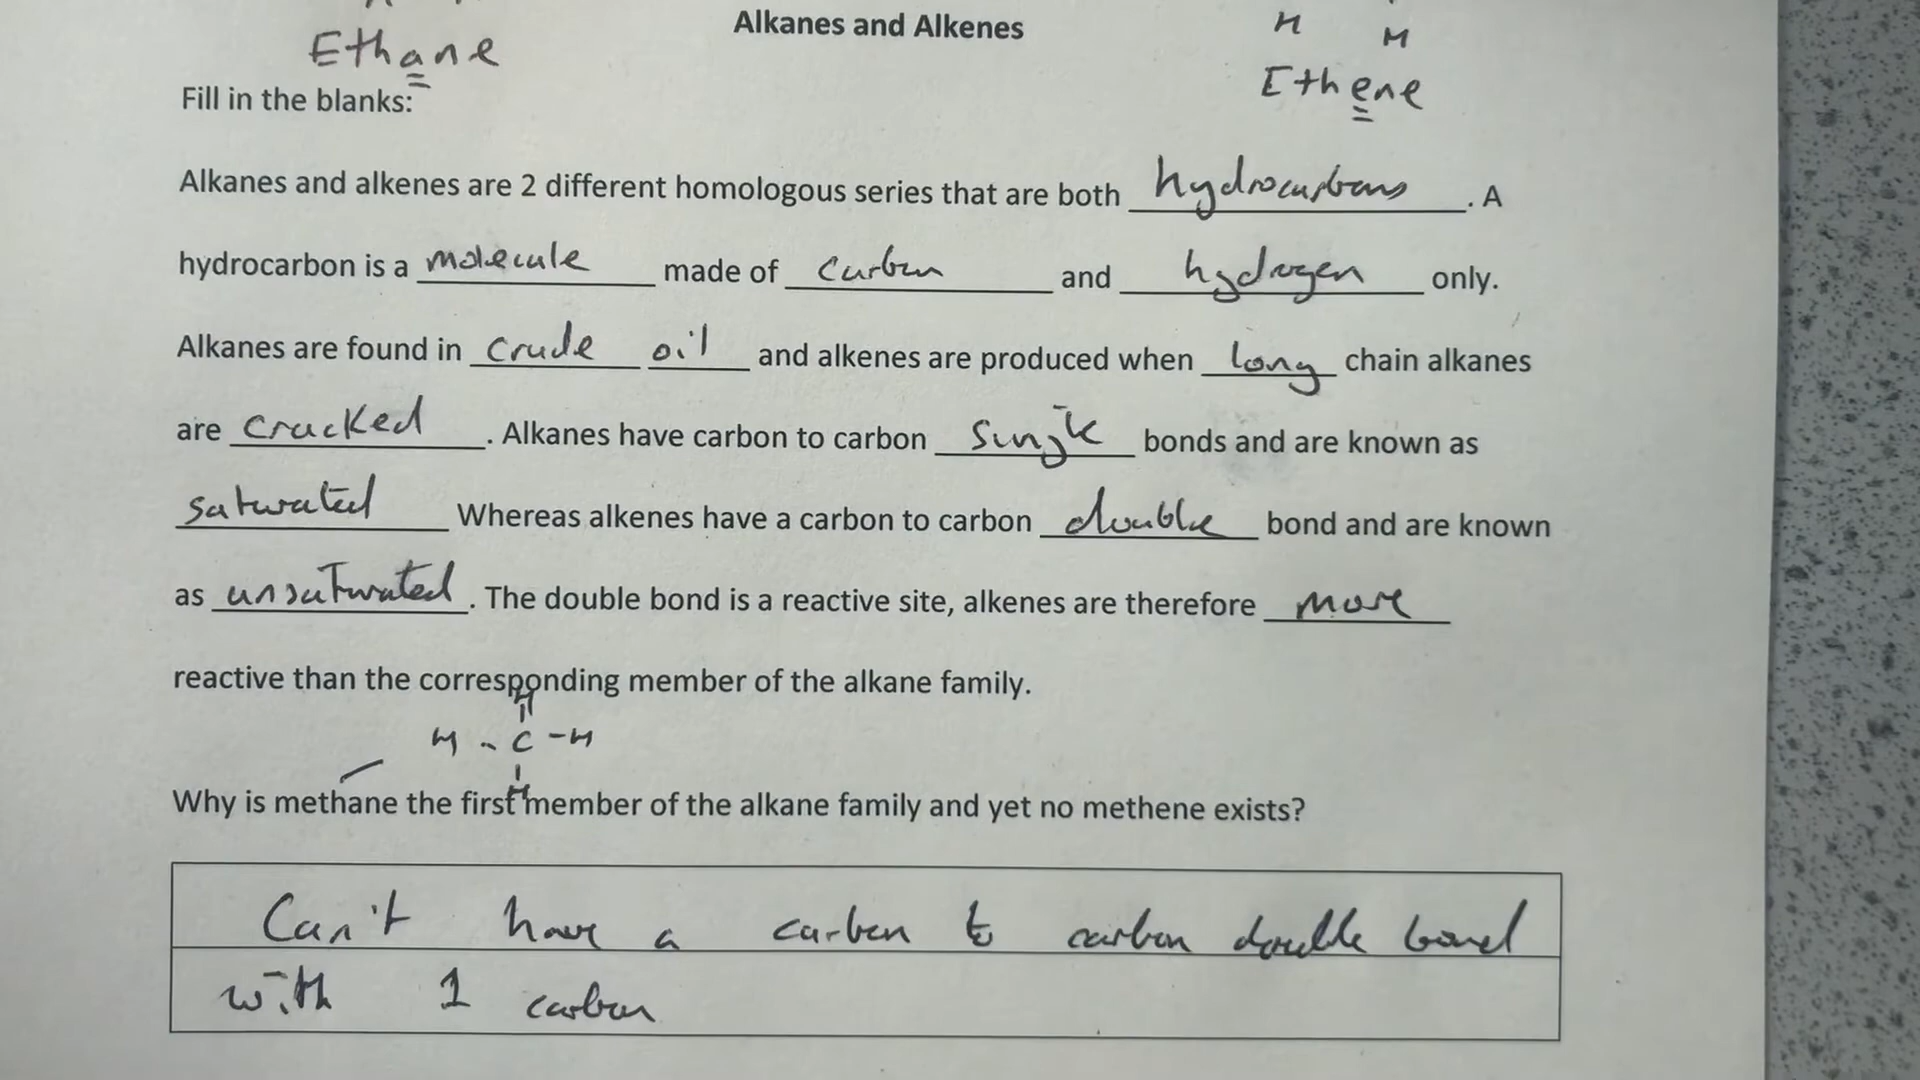 Alkanes and Alkenes
H H
Ethane Ethene
Fill in the blanks:
Alkanes and alkenes are 2 different homologous series that are both hydrocarbons. A
hydrocarbon is a molecule made of carbon and hydrogen only.
Alkanes are found in crude oil and alkenes are produced when long chain alkanes
are cracked. Alkanes have carbon to carbon single bonds and are known as
saturated Whereas alkenes have a carbon to carbon double bond and are known
as unsaturated. The double bond is a reactive site, alkenes are therefore more
reactive than the corresponding member of the alkane family.
H
H - C - H
H
Why is methane the first member of the alkane family and yet no methene exists?
Can't have a carbon to carbon double bond
with 1 carbon